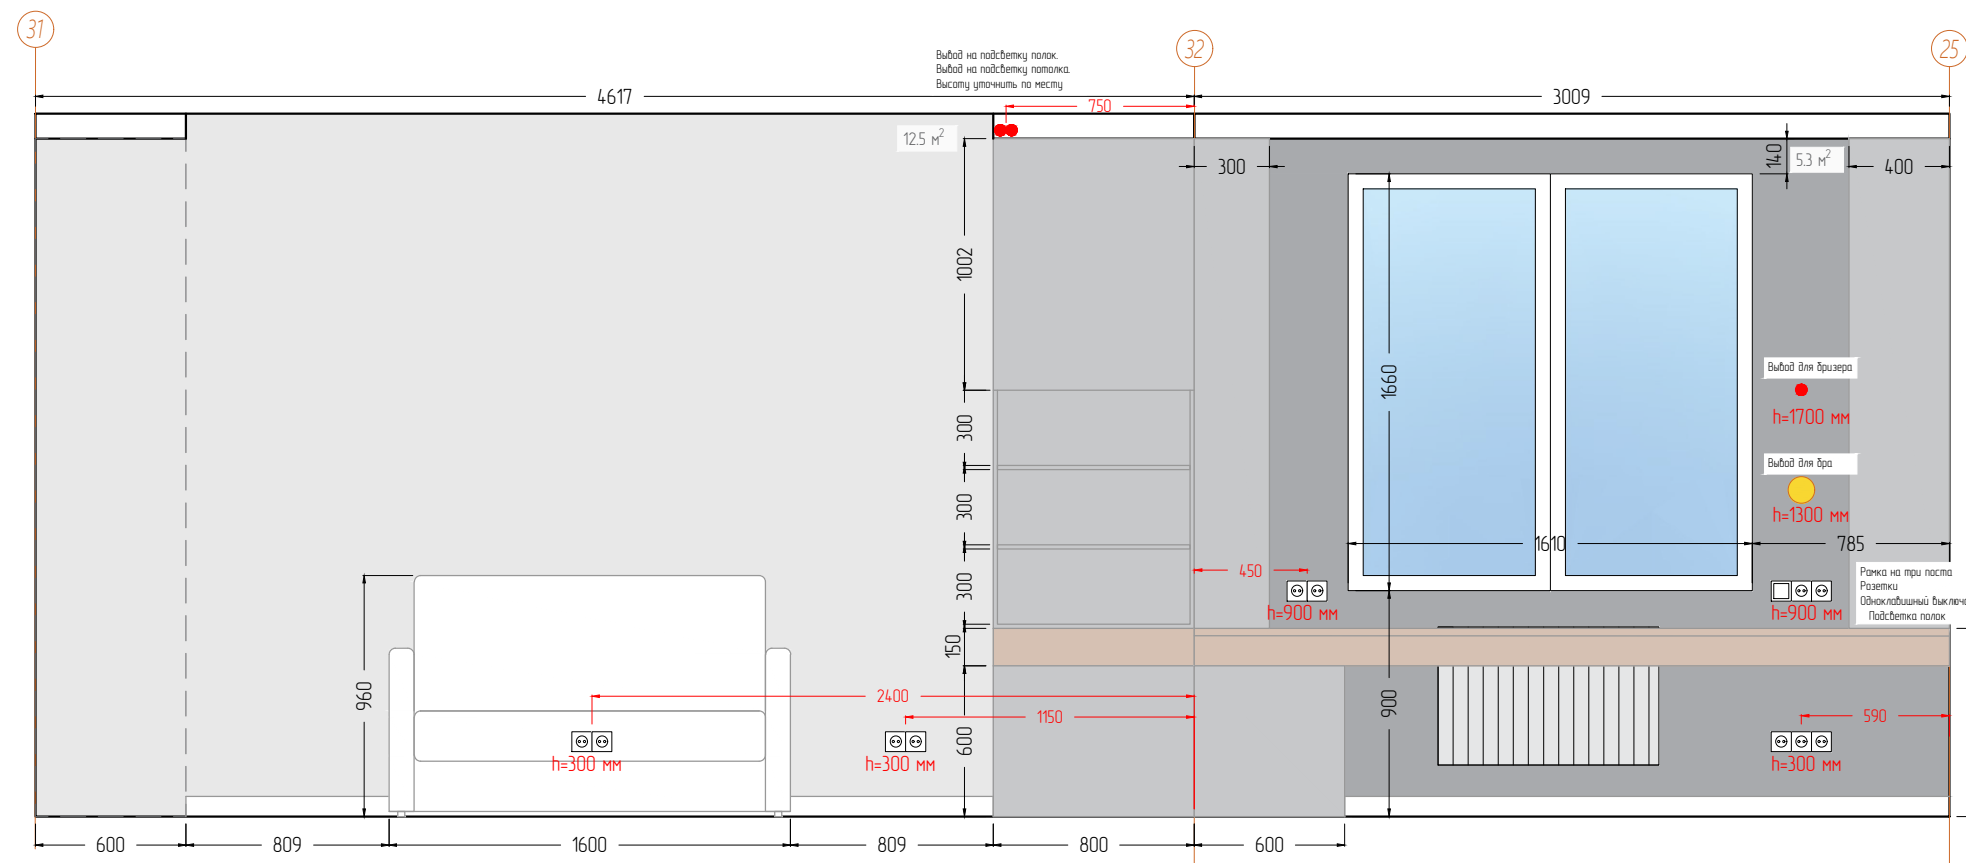 31
32
25
Вывод на подсветку полок.
Вывод на подсветку потолка.
Высоту уточнить по месту
4617
3009
750
12.5 м²
300
140
5.3 м²
400
1002
1660
Вывод для бризера
h=1700 мм
300
Вывод для бра
300
h=1300 мм
1610
785
450
300
Рамка на три поста
Розетки
Одноклавишный выключа
Подсветка полок
h=900 мм
h=900 мм
150
960
2400
900
1150
590
600
h=300 мм
h=300 мм
h=300 мм
600
809
1600
809
800
600